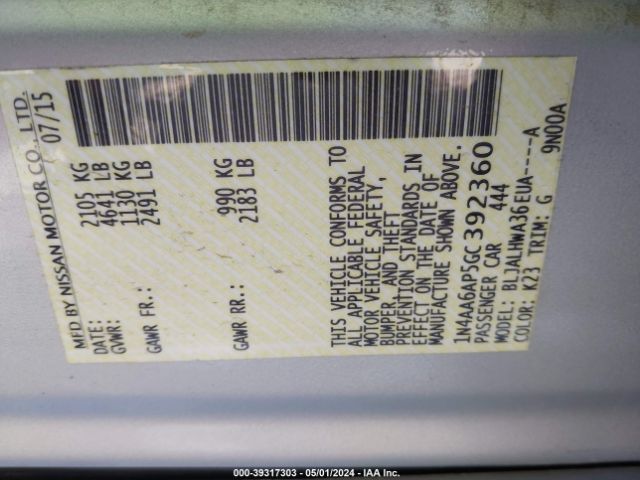 MFD BY NISSAN MOTOR CO., LTD.
DATE: 07/15
GVWR: 2105 KG
4641 LB
GAWR FR.: 1130 KG
2491 LB
GAWR RR.: 990 KG
2183 LB
THIS VEHICLE CONFORMS TO
ALL APPLICABLE FEDERAL
MOTOR VEHICLE SAFETY,
BUMPER, AND THEFT
PREVENTION STANDARDS IN
EFFECT ON THE DATE OF
MANUFACTURE SHOWN ABOVE.
1N4AA6AP5GC392360
PASSENGER CAR 444
MODEL: BLJALHWA36EUA----A
COLOR: K23 TRIM: G 9N00A
000-39317303 - 05/01/2024 - IAA Inc.